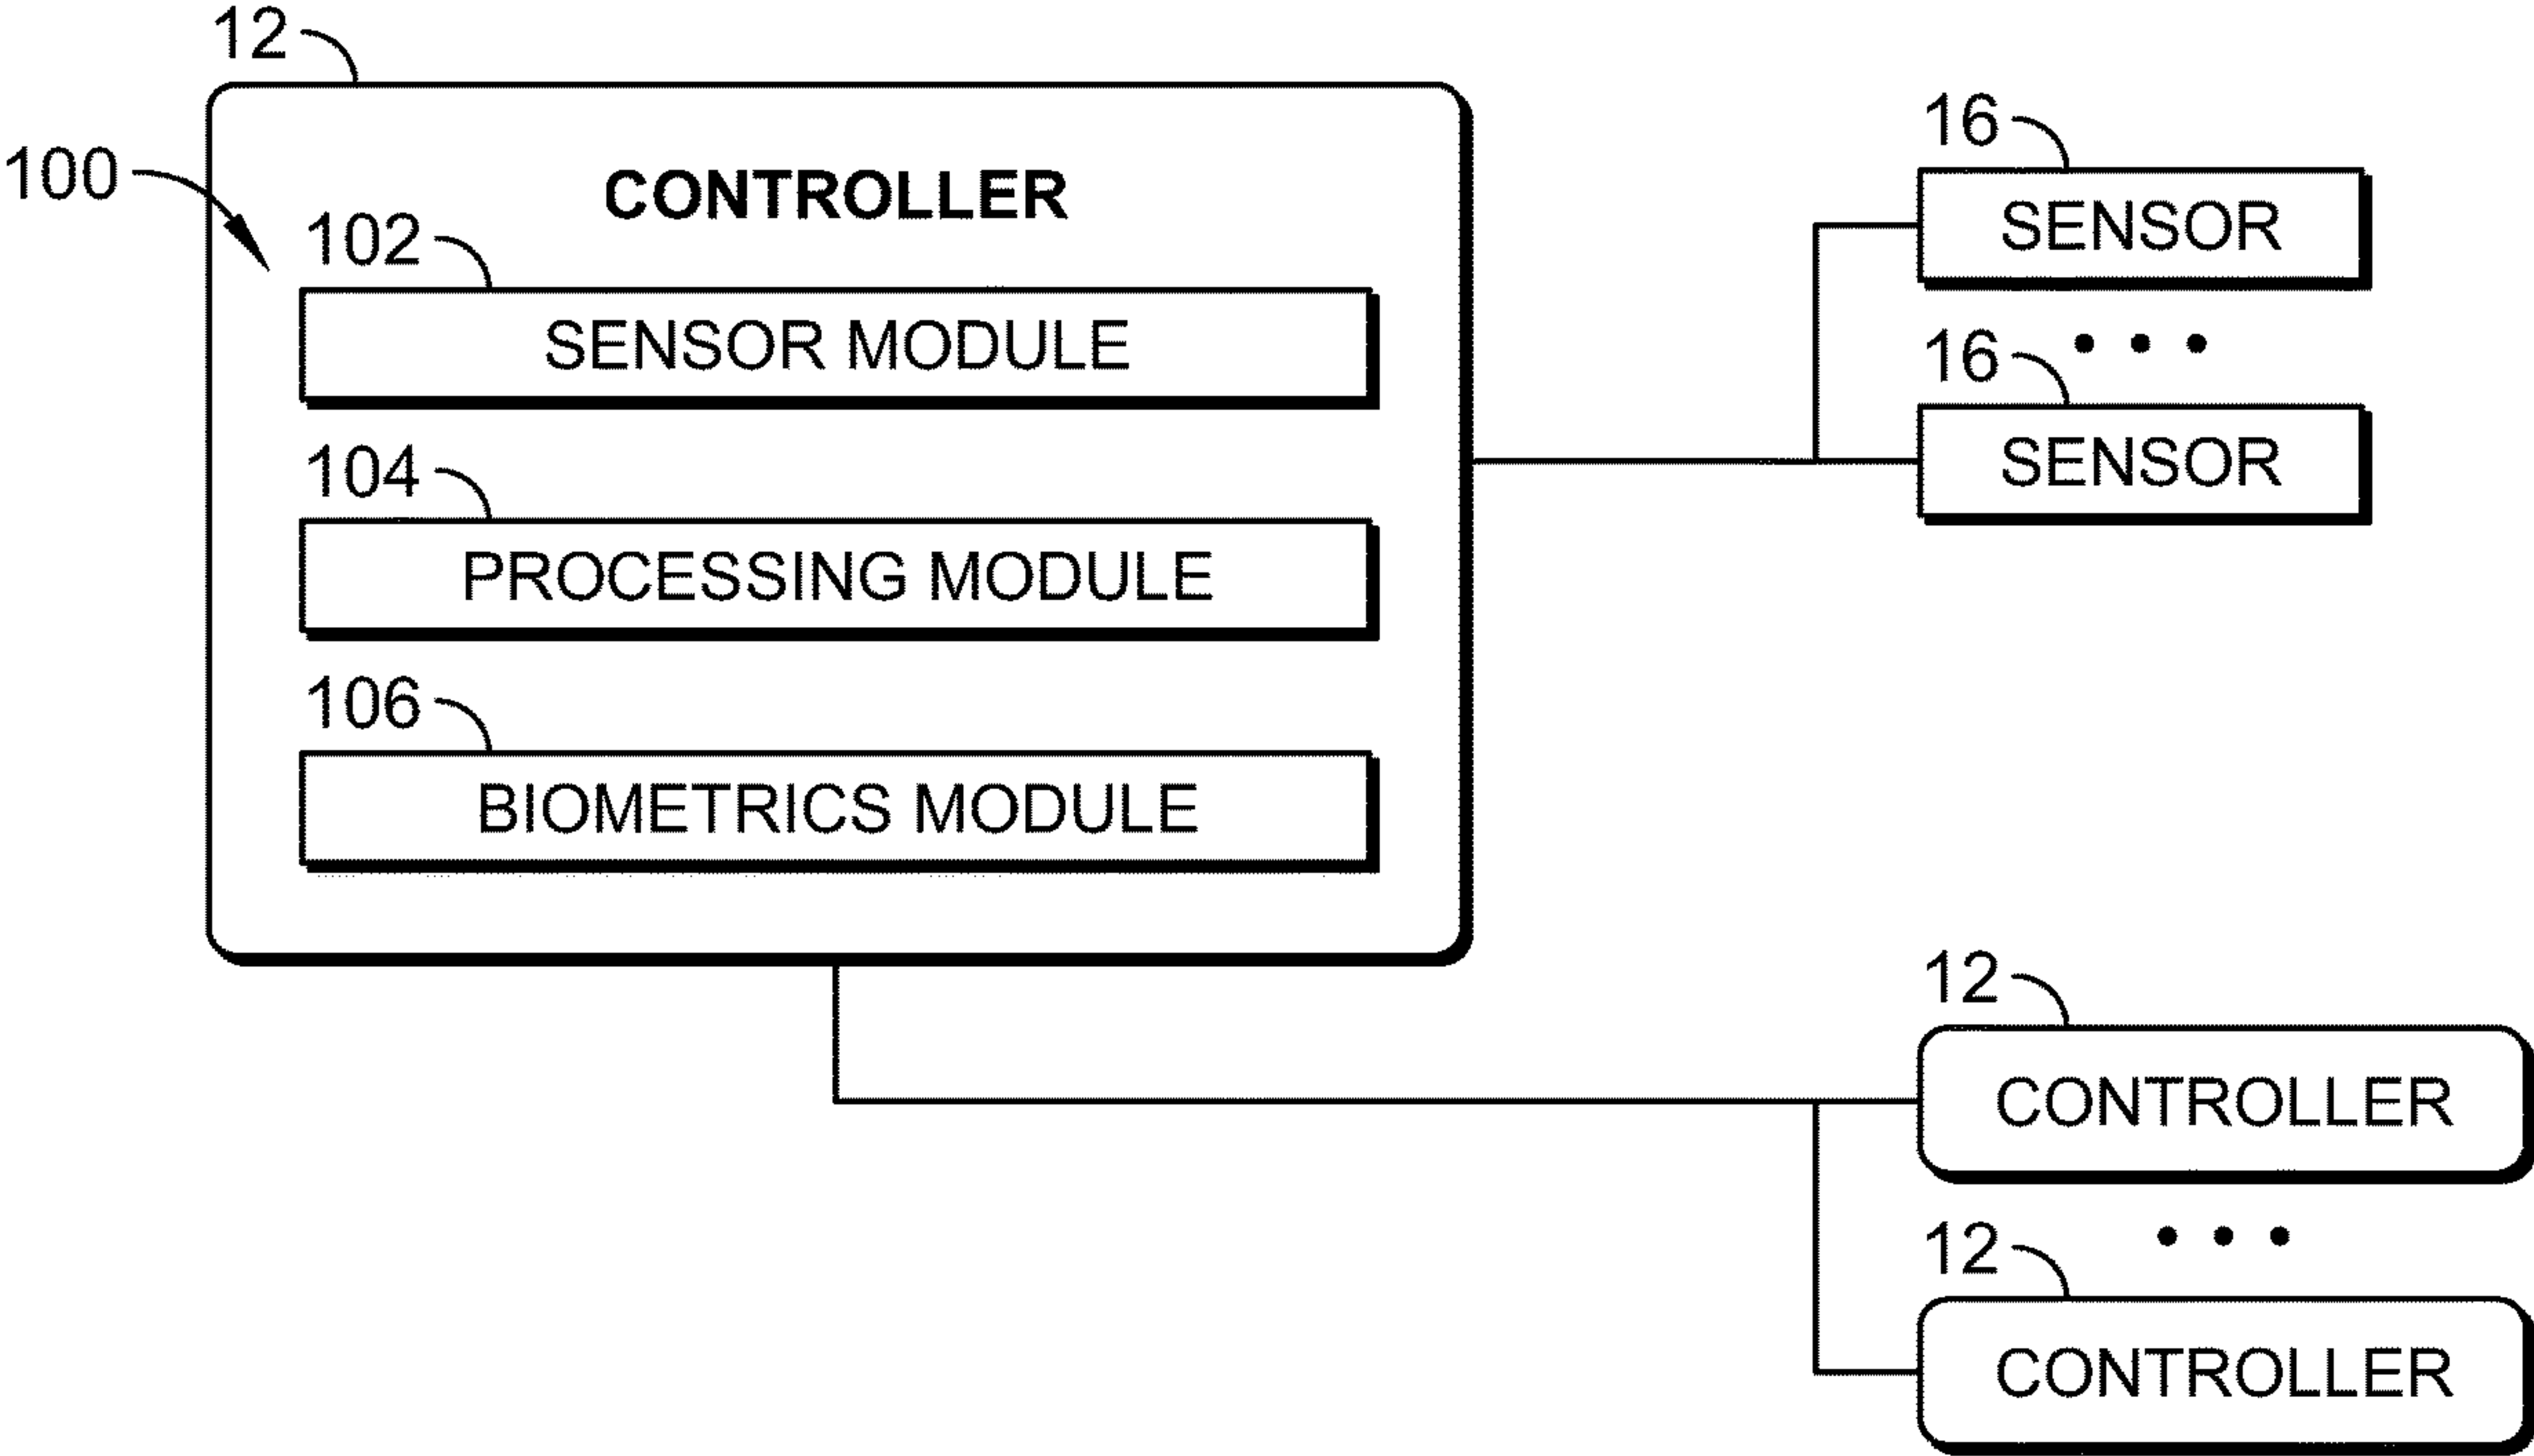 12
100
CONTROLLER
102
SENSOR MODULE
104
PROCESSING MODULE
106
BIOMETRICS MODULE
16
SENSOR
• • •
16
SENSOR
12
CONTROLLER
• • •
12
CONTROLLER